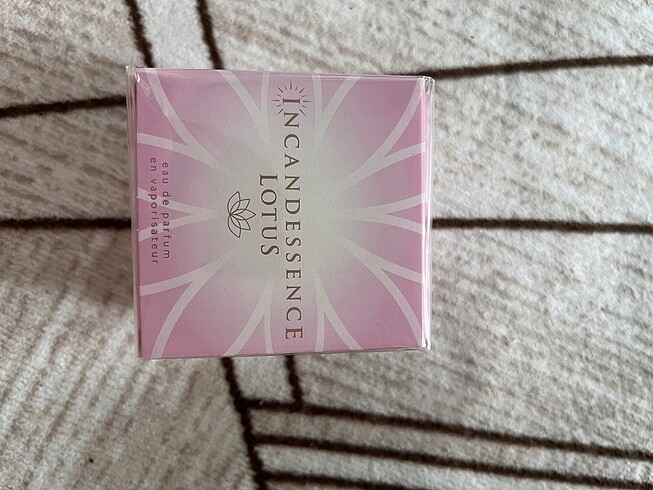 INCANDESSENCE
LOTUS
eau de parfum
en vaporisateur